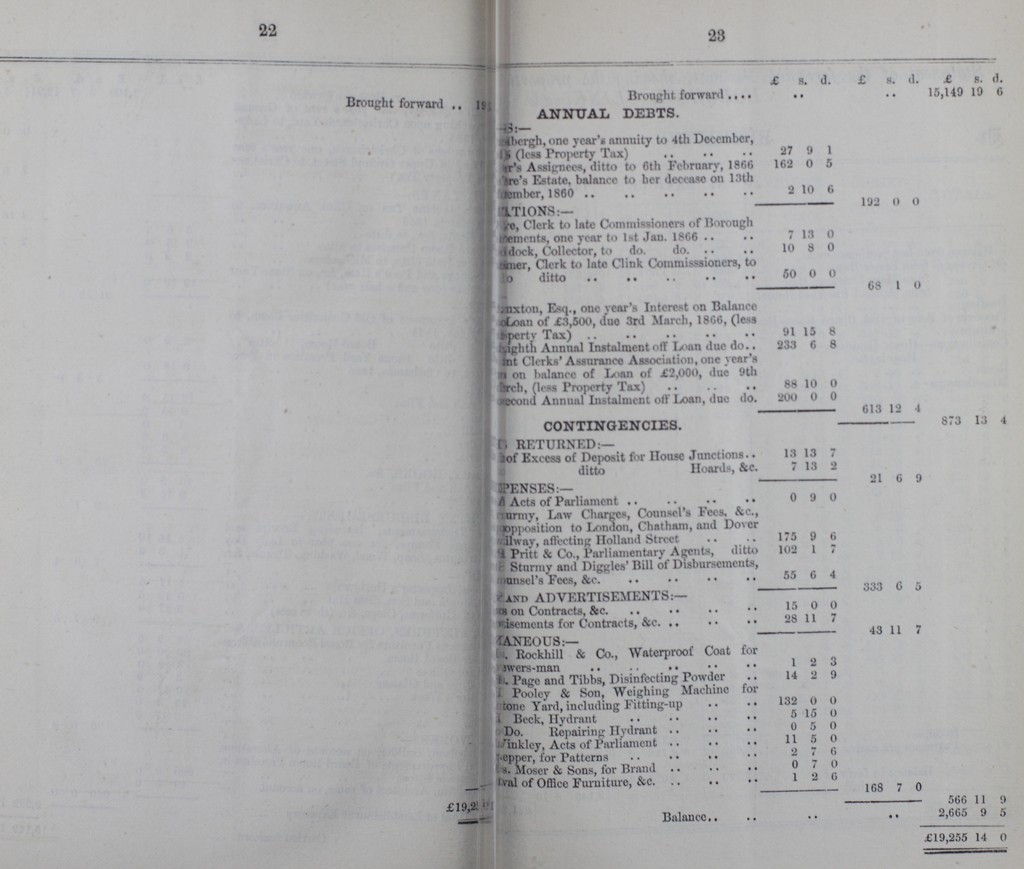 22
Brought forward ..
£19,2
23
£ s. d. £ s. d. £ s. d.
Brought forward .... .. .. 15,149 19 6
ANNUAL DEBTS.
bergh, one year's annuity to 4th December,
(less Property Tax) .. .. .. 27 9 1
r's Assignees, ditto to 6th February, 1866 162 0 5
re's Estate, balance to her decease on 13th
ember, 1860 .. .. .. .. .. 2 10 6
192 0 0
ATIONS:—
re, Clerk to late Commissioners of Borough
ements, one year to 1st Jan. 1866 .. .. 7 13 0
dock, Collector, to do. do. .. .. 10 8 0
mer, Clerk to late Clink Commisssioners, to
o ditto .. .. .. .. .. 50 0 0
68 1 0
uxton, Esq., one year's Interest on Balance
Loan of £3,500, due 3rd March, 1866, (less
perty Tax) .. .. .. .. .. 91 15 8
ighth Annual Instalment off Loan due do.. 233 6 8
nt Clerks' Assurance Association, one year's
on balance of Loan of £2,000, due 9th
rch, (less Property Tax) .. .. .. 88 10 0
econd Annual Instalment off Loan, due do. 200 0 0
613 12 4
873 13 4
CONTINGENCIES.
RETURNED:—
of Excess of Deposit for House Junctions.. 13 13 7
ditto Hoards, &c. 7 13 2
21 6 9
PENSES:—
Acts of Parliament .. .. .. .. 0 9 0
urmy, Law Charges, Counsel's Fees, &c.,
opposition to London, Chatham, and Dover
ilway, affecting Holland Street .. .. 175 9 6
Pritt & Co., Parliamentary Agents, ditto 102 1 7
Sturmy and Diggles' Bill of Disbursements,
unsel's Fees, &c. .. .. .. .. 55 6 4
333 6 5
AND ADVERTISEMENTS:—
on Contracts, &c. .. .. .. .. 15 0 0
isements for Contracts, &c. .. .. .. 28 11 7
43 11 7
ANEOUS:—
. Rockhill & Co., Waterproof Coat for
wers-man .. .. .. .. .. 1 2 3
. Page and Tibbs, Disinfecting Powder .. 14 2 9
Pooley & Son, Weighing Machine for
tone Yard, including Fitting-up .. .. 132 0 0
Beck, Hydrant .. .. .. .. 5 15 0
Do. Repairing Hydrant .. .. .. 0 5 0
inkley, Acts of Parliament .. .. .. 11 5 0
epper, for Patterns .. .. .. .. 2 7 6
s. Moser & Sons, for Brand .. .. .. 0 7 0
val of Office Furniture, &c. .. .. .. 1 2 6
168 7 0
566 11 9
Balance.. .. .. .. 2,665 9 5
£19,255 14 0